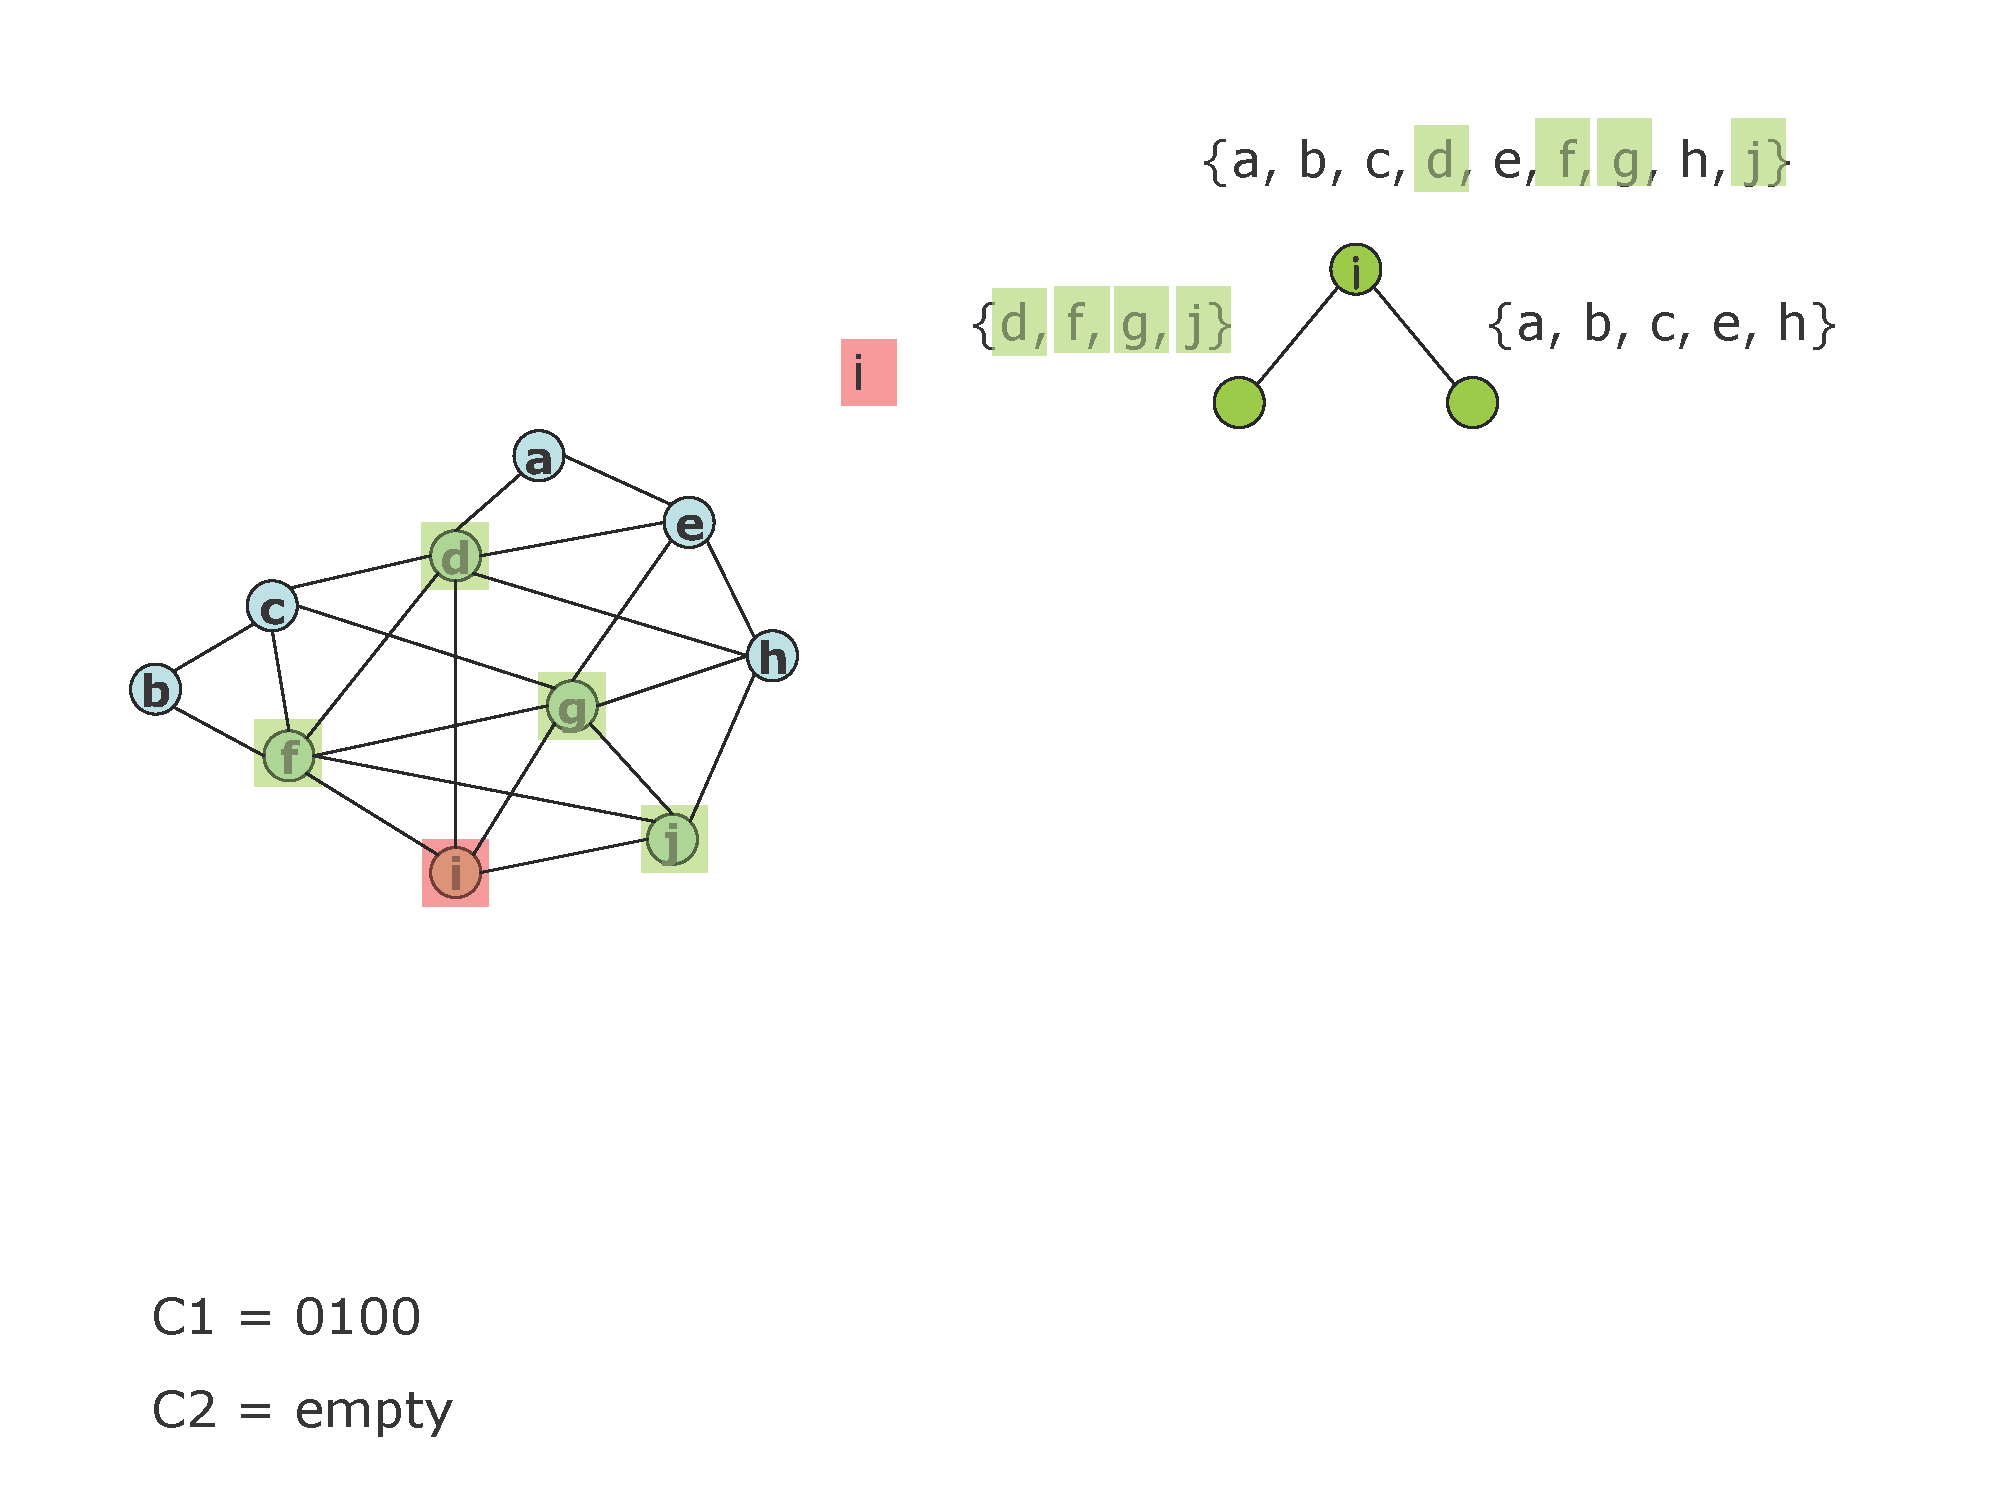 {a, b, c, d, e, f, g, h, j}
i
{d, f, g, j}
{a, b, c, e, h}
i
a
e
d
c
h
b
g
f
j
i
C1 = 0100
C2 = empty